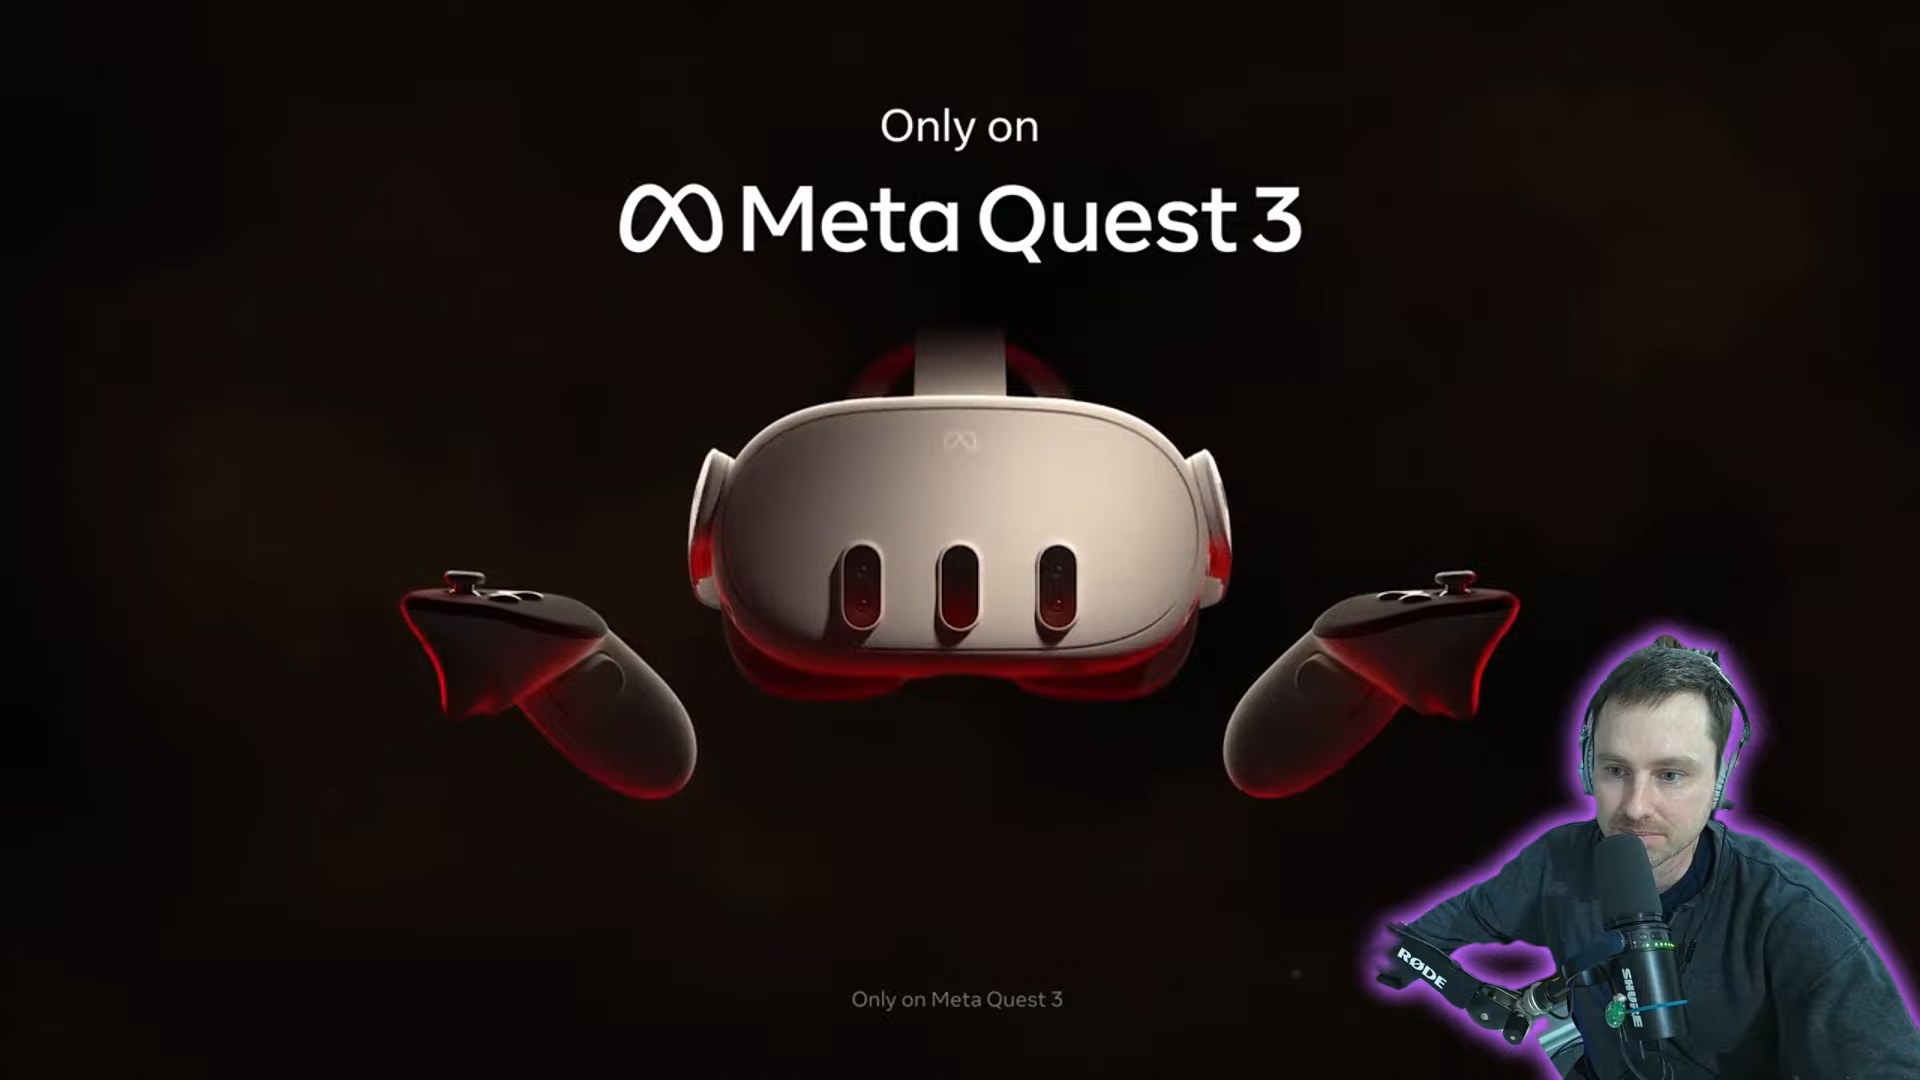 Only on
Meta Quest 3
Only on Meta Quest 3
RØDE
SHURE